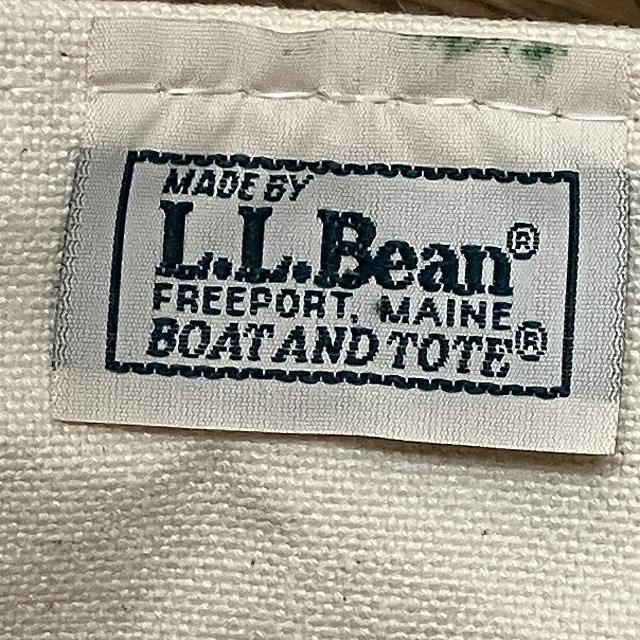 MADE BY
L.L.Bean®
FREEPORT, MAINE
BOAT AND TOTE®